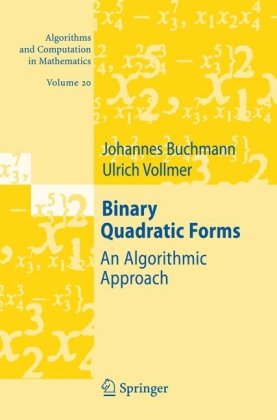 Algorithms
and Computation
in Mathematics
Volume 20
Johannes Buchmann
Ulrich Vollmer
Binary
Quadratic Forms
An Algorithmic
Approach
Springer